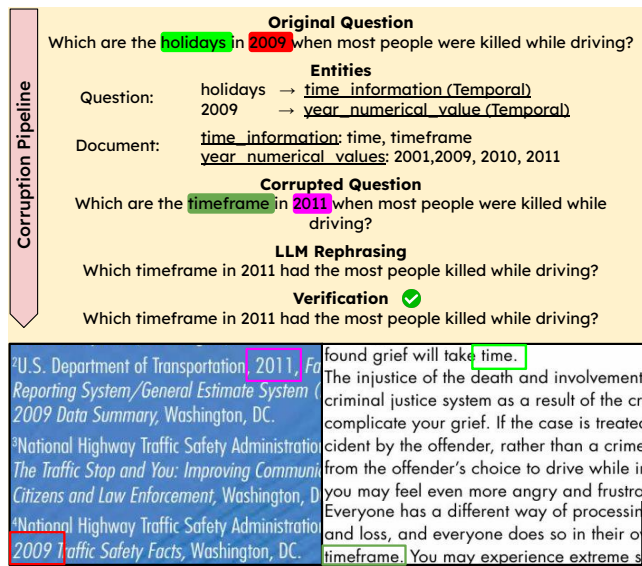 Corruption Pipeline
Original Question
Which are the holidays in 2009 when most people were killed while driving?
Entities
Question:
holidays → time_information (Temporal)
2009 → year_numerical_value (Temporal)
Document:
time_information: time, timeframe
year_numerical_values: 2001,2009, 2010, 2011
Corrupted Question
Which are the timeframe in 2011 when most people were killed while
driving?
LLM Rephrasing
Which timeframe in 2011 had the most people killed while driving?
Verification
Which timeframe in 2011 had the most people killed while driving?
2U.S. Department of Transportation, 2011, Fa
Reporting System/General Estimate System (
2009 Data Summary, Washington, DC.
3National Highway Traffic Safety Administratio
The Traffic Stop and You: Improving Communi
Citizens and Law Enforcement, Washington, D
4National Highway Traffic Safety Administratio
2009 Traffic Safety Facts, Washington, DC.
found grief will take time.
The injustice of the death and involvement
criminal justice system as a result of the cr
complicate your grief. If the case is treated
cident by the offender, rather than a crime
from the offender's choice to drive while i
you may feel even more angry and frustra
Everyone has a different way of processin
and loss, and everyone does so in their o
timeframe. You may experience extreme s